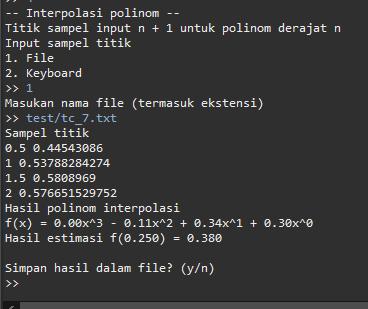 -- Interpolasi polinom --
Titik sampel input n + 1 untuk polinom derajat n
Input sampel titik
1. File
2. Keyboard
>> 1
Masukan nama file (termasuk ekstensi)
>> test/tc_7.txt
Sampel titik
0.5 0.44543086
1 0.53788284274
1.5 0.5808969
2 0.576651529752
Hasil polinom interpolasi
f(x) = 0.00x^3 - 0.11x^2 + 0.34x^1 + 0.30x^0
Hasil estimasi f(0.250) = 0.380
Simpan hasil dalam file? (y/n)
>>